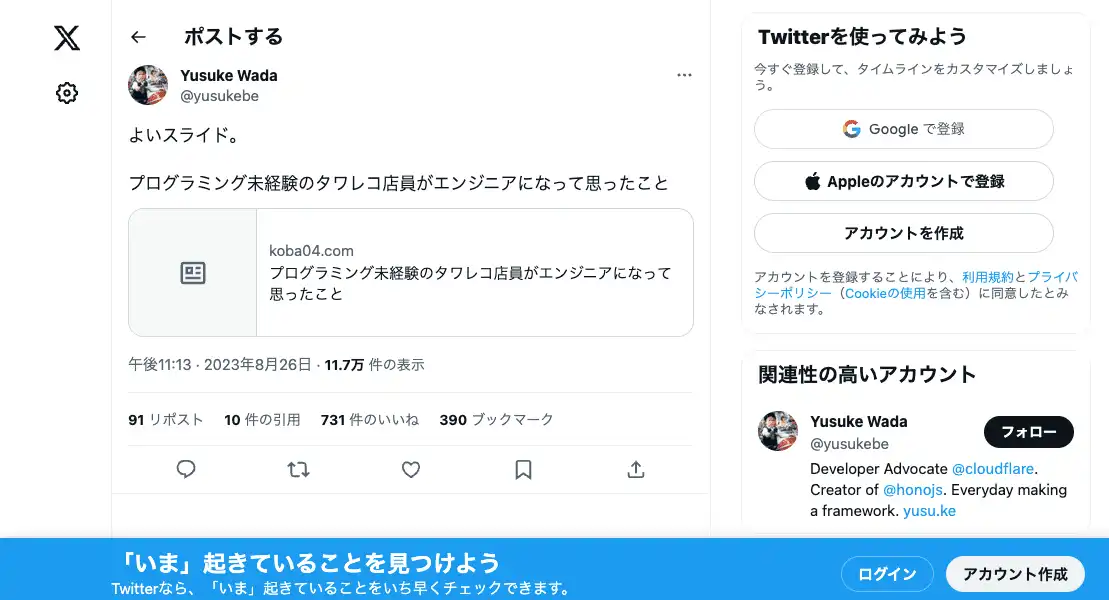 ポストする
Yusuke Wada
@yusukebe
よいスライド。
プログラミング未経験のタワレコ店員がエンジニアになって思ったこと
koba04.com
プログラミング未経験のタワレコ店員がエンジニアになって
思ったこと
午後11:13 · 2023年8月26日 · 11.7万 件の表示
91 リポスト 10 件の引用 731 件のいいね 390 ブックマーク
Twitterを使ってみよう
今すぐ登録して、タイムラインをカスタマイズしましょ
う。
Google で登録
Appleのアカウントで登録
アカウントを作成
アカウントを登録することにより、利用規約とプライバ
シーポリシー（Cookieの使用を含む）に同意したとみ
なされます。
関連性の高いアカウント
Yusuke Wada
@yusukebe
フォロー
Developer Advocate @cloudflare.
Creator of @honojs. Everyday making
a framework. yusu.ke
「いま」起きていることを見つけよう
Twitterなら、「いま」起きていることをいち早くチェックできます。
ログイン
アカウント作成